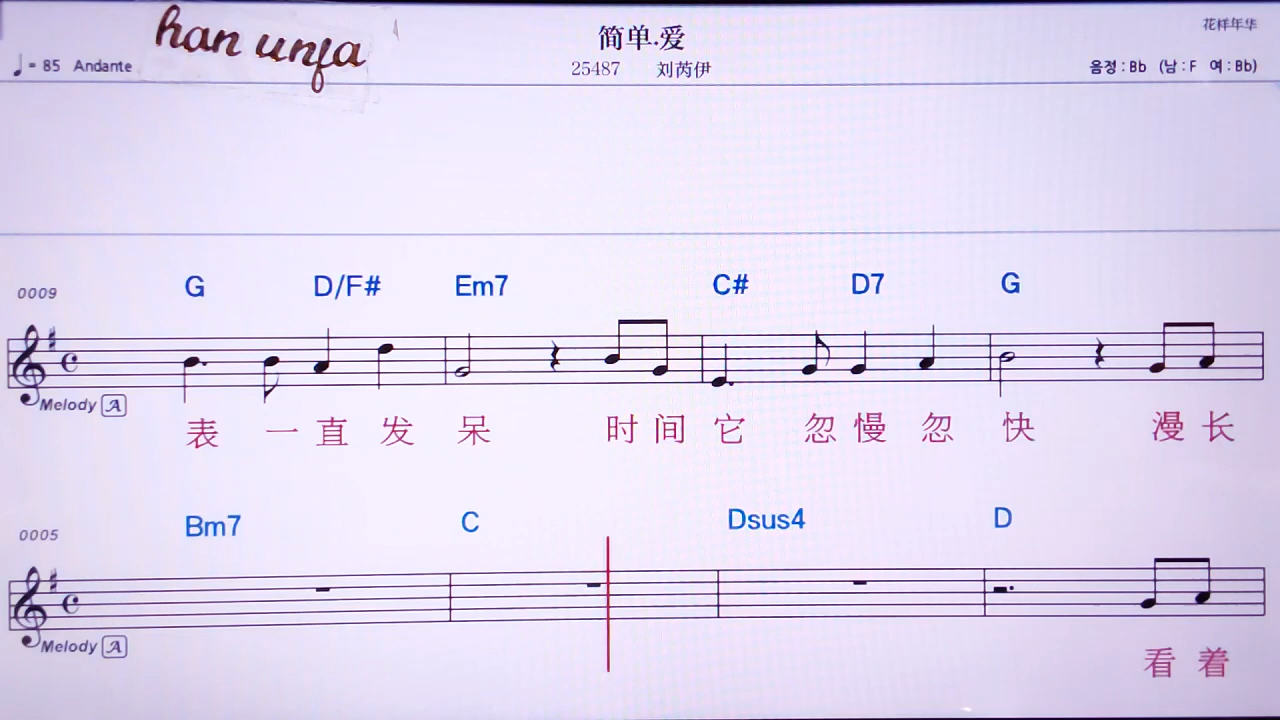 han unfa
简单.爱
花样年华
♩= 85 Andante
25487 刘芮伊
음정 : Bb (남 : F 여 : Bb)
0009
G D/F# Em7 C# D7 G
Melody A
表 一 直 发 呆 时 间 它 忽 慢 忽 快 漫 长
0005
Bm7 C Dsus4 D
Melody A
看 着